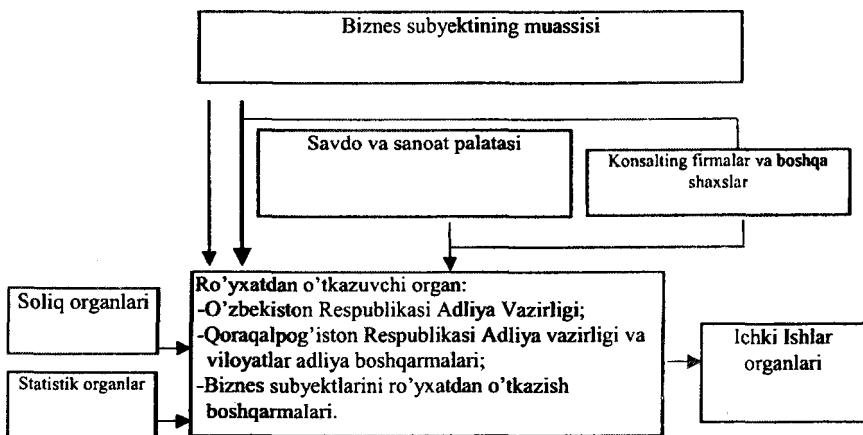 Biznes subyektining muassisi
Savdo va sanoat palatasi
Konsalting firmalar va boshqa
shaxslar
Soliq organlari
Statistik organlar
Ro'yxatdan o'tkazuvchi organ:
-O'zbekiston Respublikasi Adliya Vazirligi;
-Qoraqalpog'iston Respublikasi Adliya vazirligi va
viloyatlar adliya boshqarmalari;
-Biznes subyektlarini ro'yxatdan o'tkazish
boshqarmalari.
Ichki Ishlar
organlari